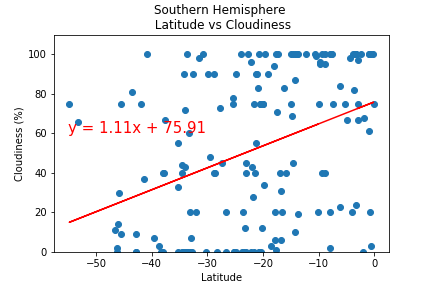 Southern Hemisphere
Latitude vs Cloudiness
Cloudiness (%)
100
80
60
40
20
0
y = 1.11x + 75.91
−50
−40
−30
−20
−10
0
Latitude